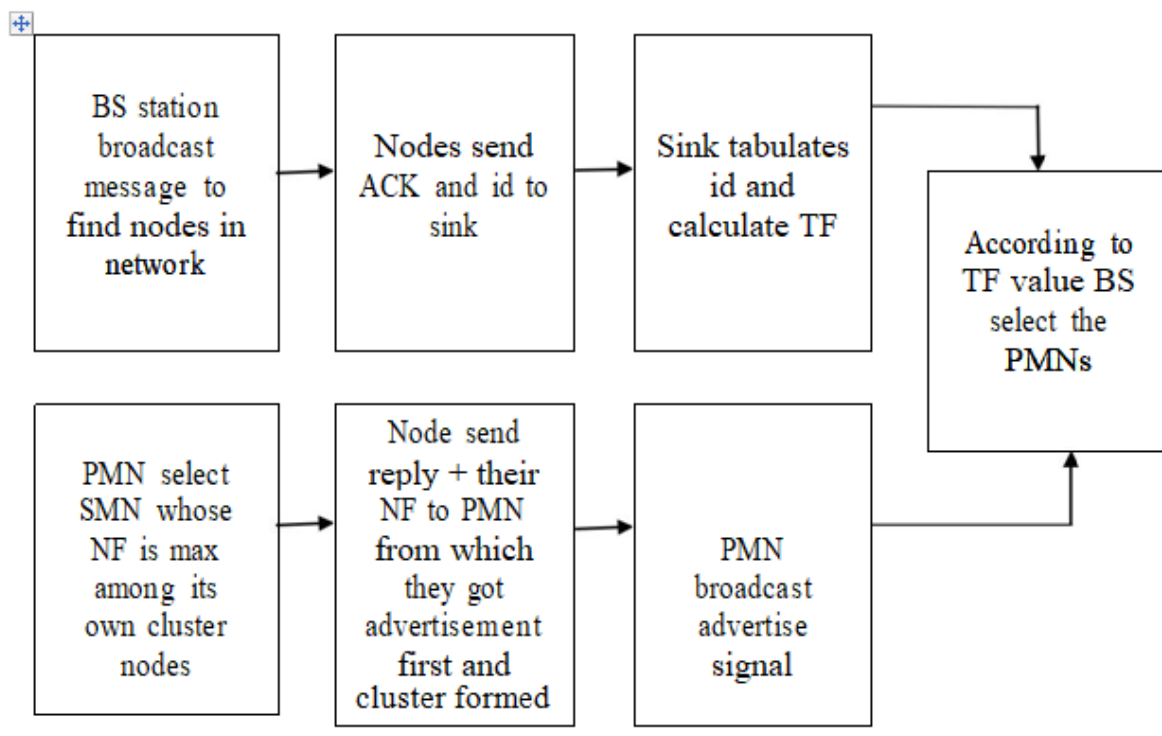 BS station
broadcast
message to
find nodes in
network
Nodes send
ACK and id to
sink
Sink tabulates
id and
calculate TF
According to
TF value BS
select the
PMNs
PMN select
SMN whose
NF is max
among its
own cluster
nodes
Node send
reply + their
NF to PMN
from which
they got
advertisement
first and
cluster formed
PMN
broadcast
advertise
signal